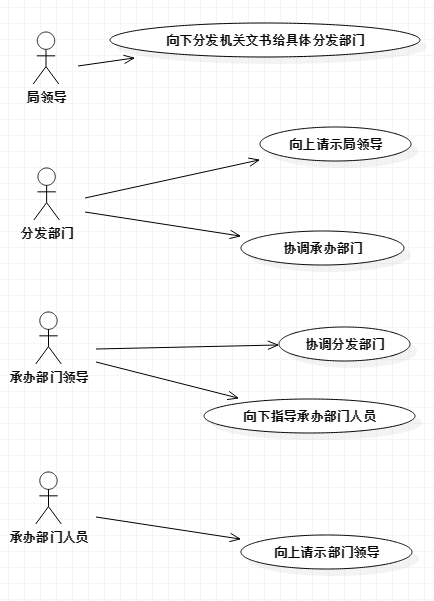 向下分发机关文书给具体分发部门
局领导
向上请示局领导
分发部门
协调承办部门
协调分发部门
承办部门领导
向下指导承办部门人员
承办部门人员
向上请示部门领导